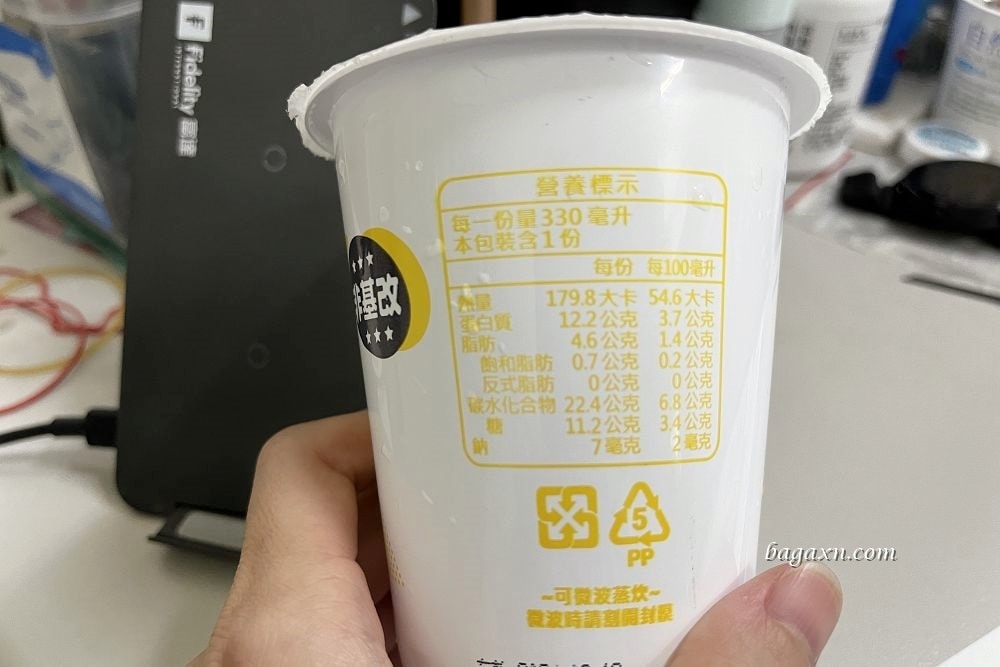 Fidelity 富達
非基改
營養標示
每一份量 330 毫升
本包裝含 1 份
每份 每100毫升
熱量 179.8 大卡 54.6 大卡
蛋白質 12.2 公克 3.7 公克
脂肪 4.6 公克 1.4 公克
飽和脂肪 0.7 公克 0.2 公克
反式脂肪 0 公克 0 公克
碳水化合物 22.4 公克 6.8 公克
糖 11.2 公克 3.4 公克
鈉 7 毫克 2 毫克
5
PP
~可微波蒸炊~
微波時請割開封膜
bagaxn.com